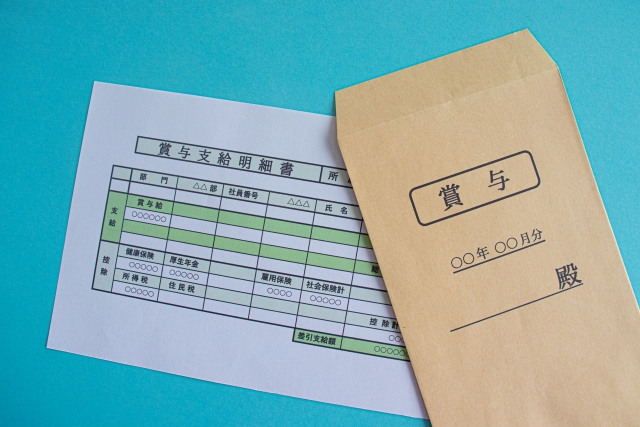 賞与支給明細書
所
部 門 △△部 社員番号 △△△ 氏 名
支給
賞与給
○○○○○○
控除
健康保険 厚生年金 雇用保険 社会保険計
○○○○○ ○○○○○ ○○○○ ○○○○○
所得税 住民税 控除計
○○○○○ ○○
差引支給額 ○○○○○
賞 与
○○年 ○○月分
殿